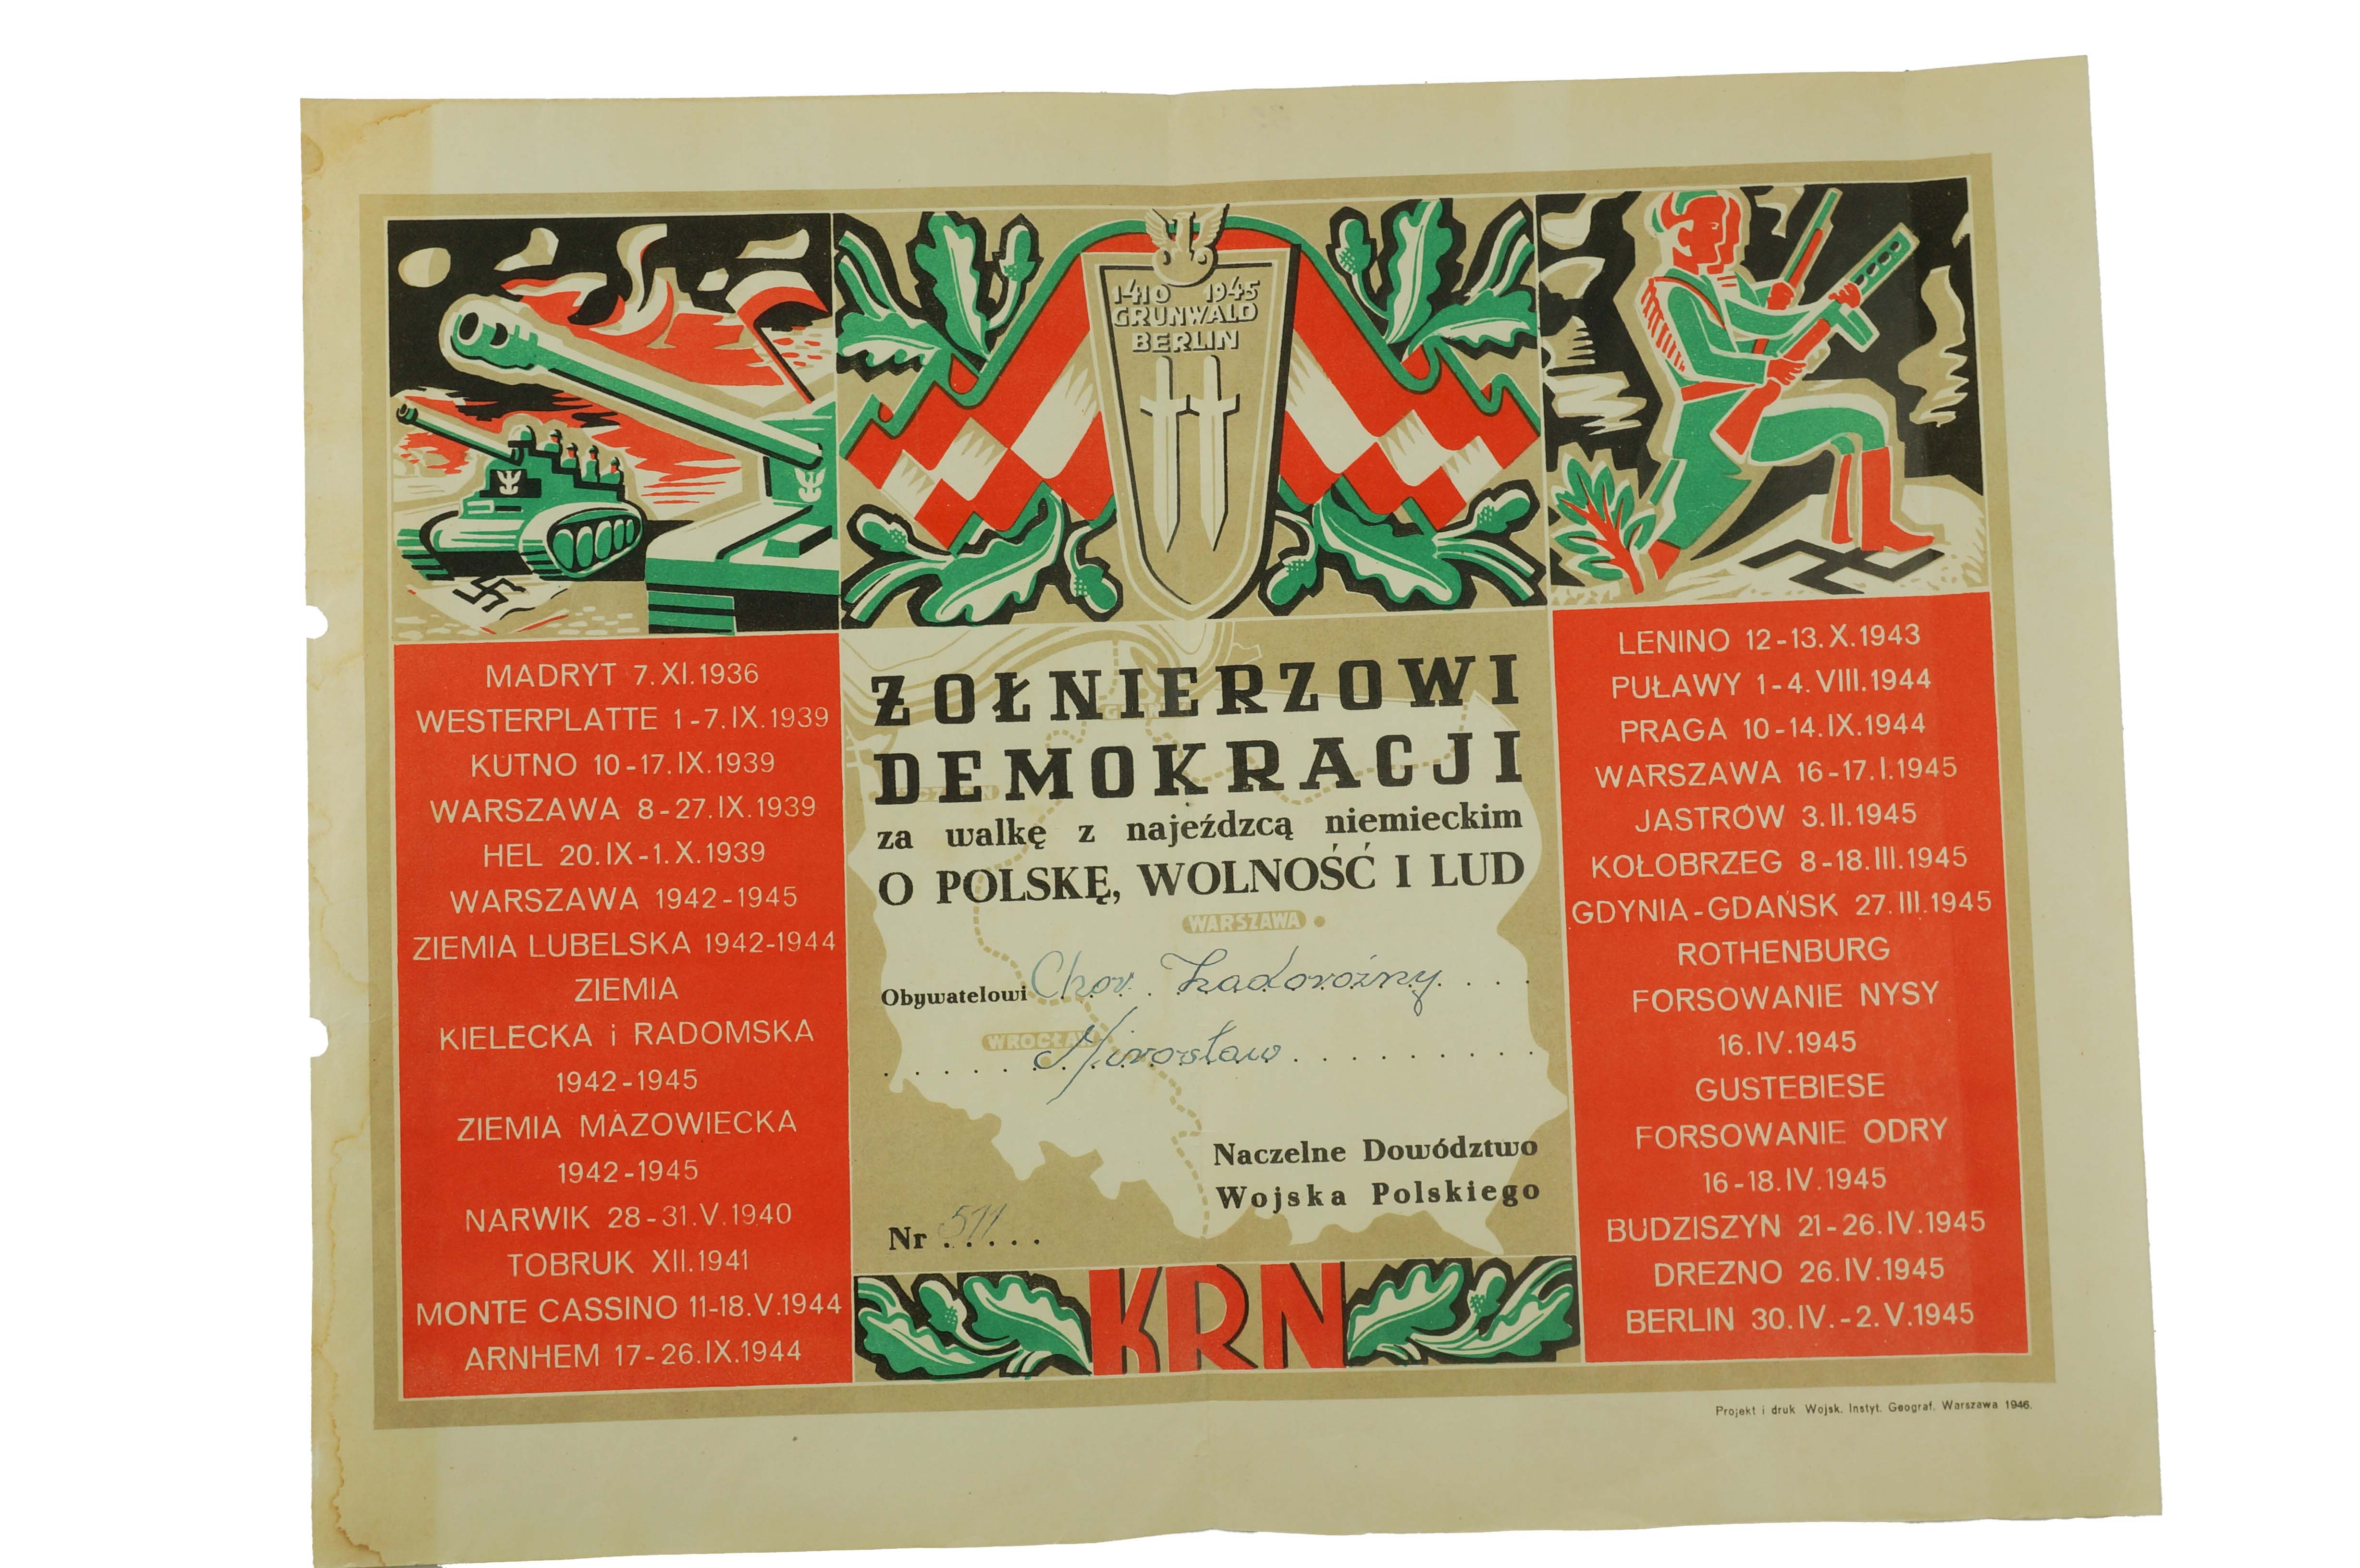 1410 1945
GRUNWALD
BERLIN
MADRYT 7.XI.1936
WESTERPLATTE 1-7.IX.1939
KUTNO 10-17.IX.1939
WARSZAWA 8-27.IX.1939
HEL 20.IX-1.X.1939
WARSZAWA 1942-1945
ZIEMIA LUBELSKA 1942-1944
ZIEMIA
KIELECKA i RADOMSKA
1942-1945
ZIEMIA MAZOWIECKA
1942-1945
NARWIK 28-31.V.1940
TOBRUK XII.1941
MONTE CASSINO 11-18.V.1944
ARNHEM 17-26.IX.1944
ŻOŁNIERZOWI
DEMOKRACJI
za walkę z najeźdzcą niemieckim
O POLSKĘ, WOLNOŚĆ I LUD
WARSZAWA
Obywatelowi Chor. Zadorożny
WROCŁAW
Mirosław
Naczelne Dowództwo
Wojska Polskiego
Nr 511
KRN
LENINO 12-13.X.1943
PUŁAWY 1-4.VIII.1944
PRAGA 10-14.IX.1944
WARSZAWA 16-17.I.1945
JASTRÓW 3.II.1945
KOŁOBRZEG 8-18.III.1945
GDYNIA-GDAŃSK 27.III.1945
ROTHENBURG
FORSOWANIE NYSY
16.IV.1945
GUSTEBIESE
FORSOWANIE ODRY
16-18.IV.1945
BUDZISZYN 21-26.IV.1945
DREZNO 26.IV.1945
BERLIN 30.IV.-2.V.1945
Projekt i druk Wojsk. Instyt. Geograf. Warszawa 1946.